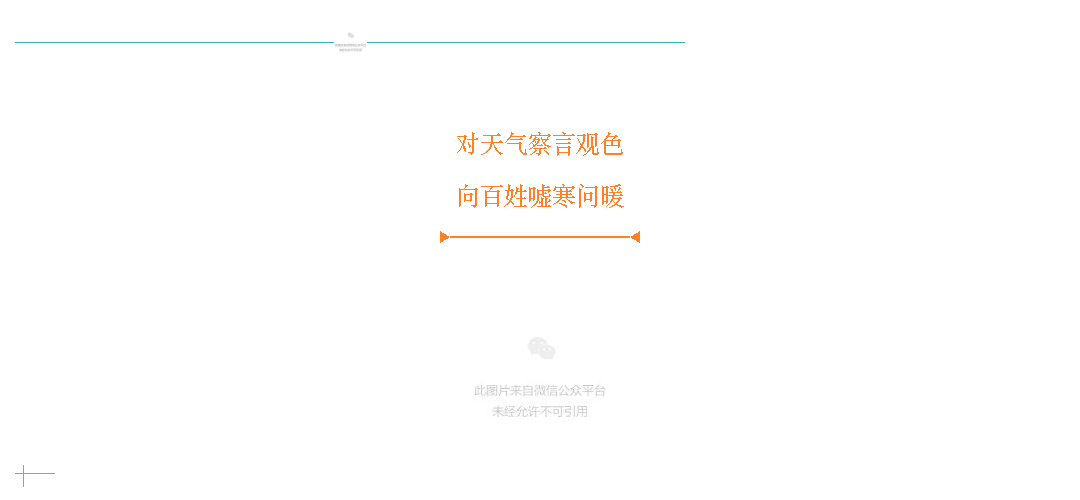 对天气察言观色
向百姓嘘寒问暖
此图片来自微信公众平台
未经允许不可引用